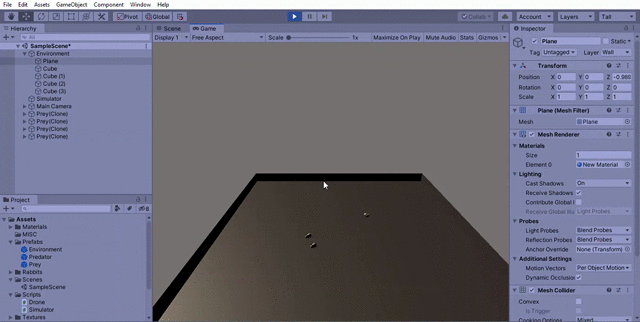 File Edit Assets GameObject Component Window Help
Pivot Global Collab Account Layers Tall
Hierarchy
All
SampleScene*
Environment
Plane
Cube
Cube (1)
Cube (2)
Cube (3)
Simulator
Main Camera
Prey(Clone)
Prey(Clone)
Prey(Clone)
Prey(Clone)
Project
8
Assets
Materials
MISC
Prefabs
Environment
Predator
Prey
Rabbits
Scenes
SampleScene
Scripts
Drone
Simulator
Textures
Scene Game
Display 1 Free Aspect Scale 1x Maximize On Play Mute Audio Stats Gizmos
Inspector
Plane Static
Tag Untagged Layer Wall
Transform
Position X 0 Y 0 Z
Rotation X 0 Y 0 Z 0
Scale X 1 Y 1 Z 1
Plane (Mesh Filter)
Mesh Plane
Mesh Renderer
Materials
Size 1
Element 0 New Material
Lighting
Cast Shadows On
Receive Shadows
Contribute Global I
Receive Global Illu Light Probes
Probes
Light Probes Blend Probes
Reflection Probes Blend Probes
Anchor Override None (Transform)
Additional Settings
Motion Vectors Per Object Motion
Dynamic Occlusion
Mesh Collider
Convex
Is Trigger
Cooking Options Mixed